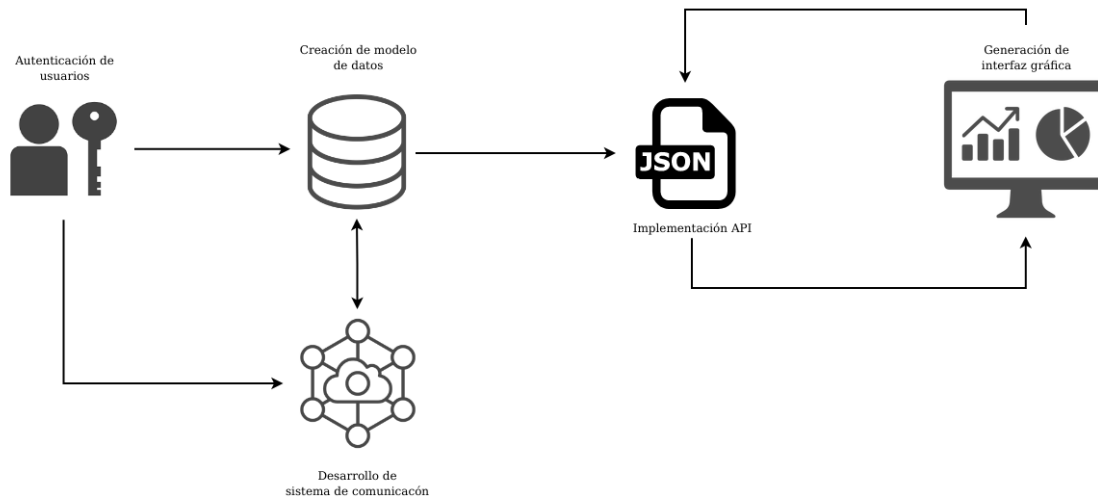 Autenticación de
usuarios
Creación de modelo
de datos
Generación de
interfaz gráfica
JSON
Implementación API
Desarrollo de
sistema de comunicacón